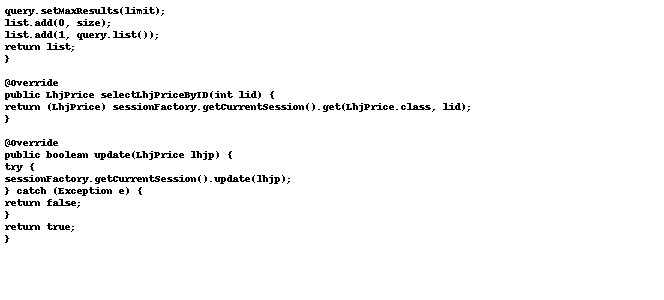 query.setMaxResults(limit);
list.add(0, size);
list.add(1, query.list());
return list;
}
@Override
public LhjPrice selectLhjPriceByID(int lid) {
return (LhjPrice) sessionFactory.getCurrentSession().get(LhjPrice.class, lid);
}
@Override
public boolean update(LhjPrice lhjp) {
try {
sessionFactory.getCurrentSession().update(lhjp);
} catch (Exception e) {
return false;
}
return true;
}